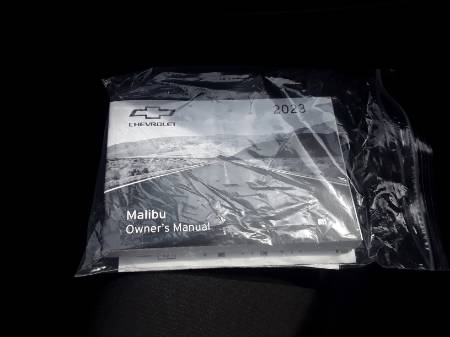 2023
CHEVROLET
Malibu
Owner's Manual